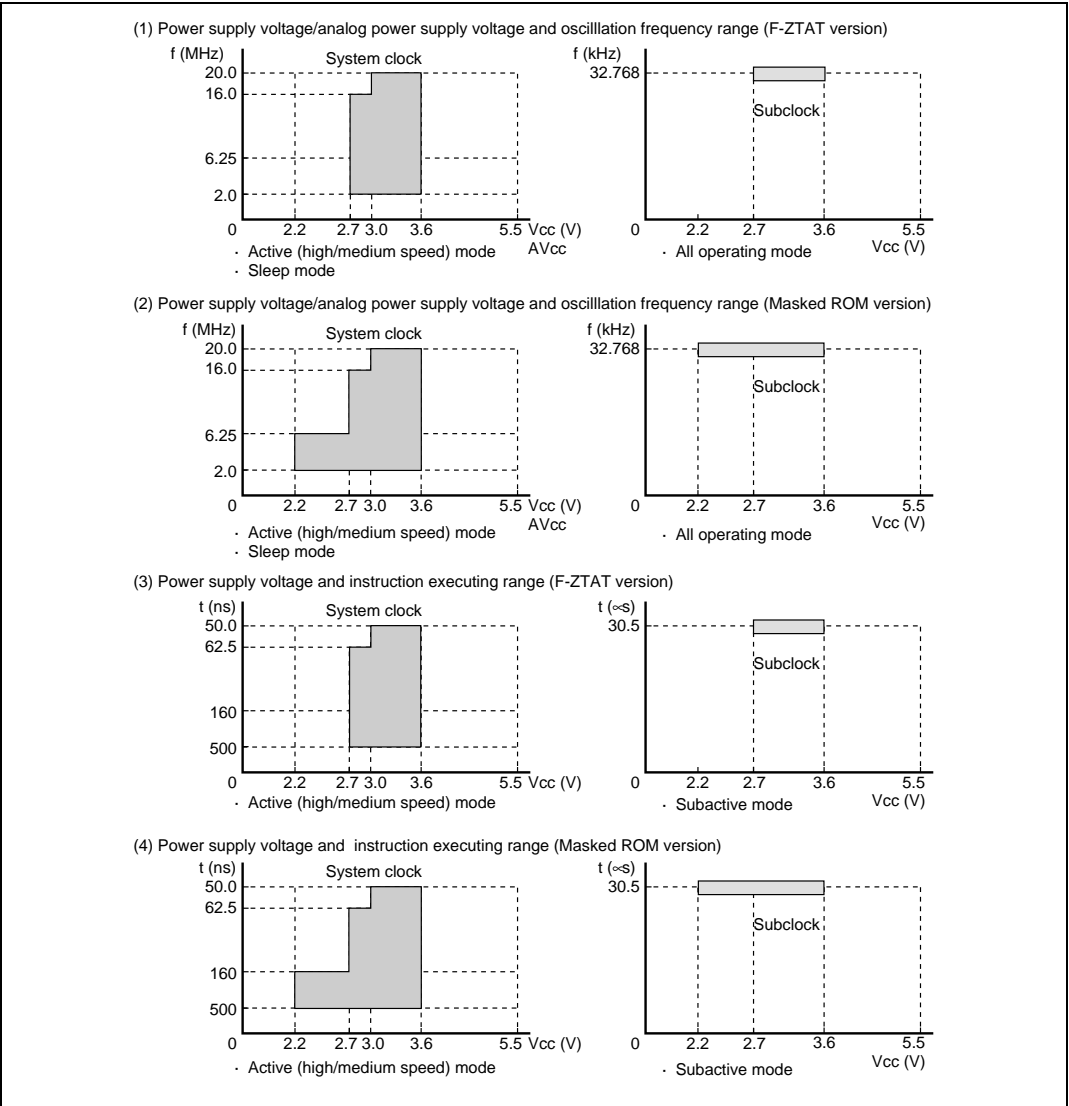 (1) Power supply voltage/analog power supply voltage and oscilllation frequency range (F-ZTAT version)
f (MHz)
System clock
20.0
16.0
6.25
2.0
0
2.2
2.7
3.0
3.6
5.5
Vcc (V)
AVcc
· Active (high/medium speed) mode
· Sleep mode
f (kHz)
32.768
Subclock
0
2.2
2.7
3.6
5.5
Vcc (V)
· All operating mode
(2) Power supply voltage/analog power supply voltage and oscilllation frequency range (Masked ROM version)
f (MHz)
System clock
20.0
16.0
6.25
2.0
0
2.2
2.7
3.0
3.6
5.5
Vcc (V)
AVcc
· Active (high/medium speed) mode
· Sleep mode
f (kHz)
32.768
Subclock
0
2.2
2.7
3.6
5.5
Vcc (V)
· All operating mode
(3) Power supply voltage and instruction executing range (F-ZTAT version)
t (ns)
System clock
50.0
62.5
160
500
0
2.2
2.7
3.0
3.6
5.5
Vcc (V)
· Active (high/medium speed) mode
t (∝s)
30.5
Subclock
0
2.2
2.7
3.6
5.5
Vcc (V)
· Subactive mode
(4) Power supply voltage and instruction executing range (Masked ROM version)
t (ns)
System clock
50.0
62.5
160
500
0
2.2
2.7
3.0
3.6
5.5
Vcc (V)
· Active (high/medium speed) mode
t (∝s)
30.5
Subclock
0
2.2
2.7
3.6
5.5
Vcc (V)
· Subactive mode